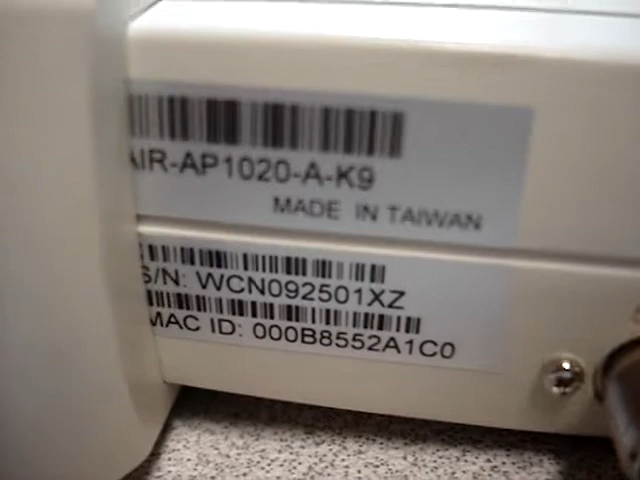 AIR-AP1020-A-K9
MADE IN TAIWAN
S/N: WCN092501XZ
MAC ID: 000B8552A1C0